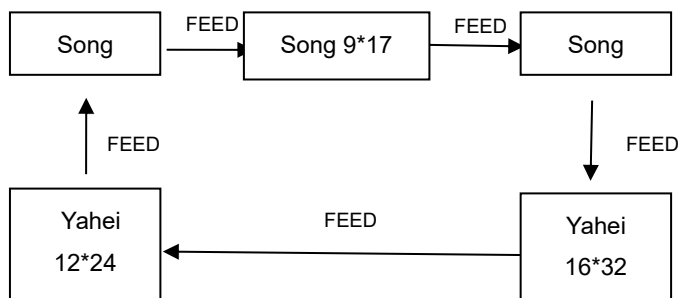 Song
FEED
Song 9*17
FEED
Song
FEED
FEED
Yahei
12*24
FEED
Yahei
16*32